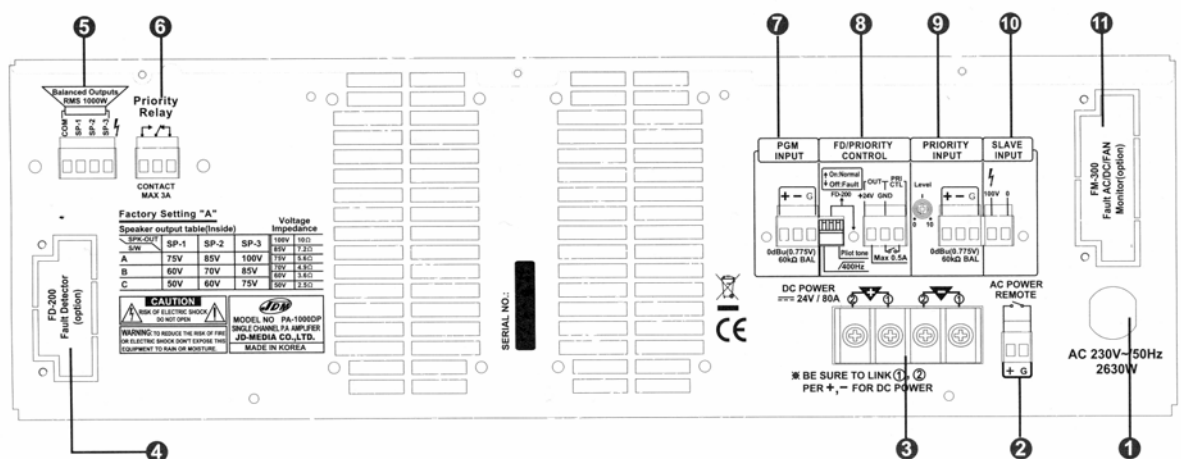 5
6
7
8
9
10
11
Balanced Outputs
RMS 1000W
COM
SP-1
SP-2
SP-3
Priority
Relay
CONTACT
MAX 3A
PGM
INPUT
FD/PRIORITY
CONTROL
PRIORITY
INPUT
SLAVE
INPUT
On:Normal
Off:Fault
FD-200
OUT
PRI
CTL
+24V GND
Level
0 10
+ - G
+ - G
100V 0
0dBu(0.775V)
60kΩ BAL
Pilot tone
/400Hz
Max 0.5A
0dBu(0.775V)
60kΩ BAL
FM-300
Fault AC/DC/FAN
Monitor(option)
Factory Setting "A"
Speaker output table(Inside)
Voltage
Impedance
SPK-OUT
S/W
SP-1 SP-2 SP-3
A 75V 85V 100V
B 60V 70V 85V
C 50V 60V 75V
100V 10Ω
85V 7.2Ω
75V 5.6Ω
70V 4.9Ω
60V 3.6Ω
50V 2.5Ω
FD-200
Fault Detector
(option)
CAUTION
RISK OF ELECTRIC SHOCK
DO NOT OPEN
WARNING: TO REDUCE THE RISK OF FIRE
OR ELECTRIC SHOCK DON'T EXPOSE THIS
EQUIPMENT TO RAIN OR MOISTURE.
JDM
MODEL NO PA-1000DP
SINGLE CHANNEL P.A AMPLIFIER
JD-MEDIA CO.,LTD.
MADE IN KOREA
SERIAL NO.:
CE
DC POWER
24V / 80A
② + ①
② - ①
※ BE SURE TO LINK ①, ②
PER +,- FOR DC POWER
AC POWER
REMOTE
+ G
AC 230V~/50Hz
2630W
4
3
2
1